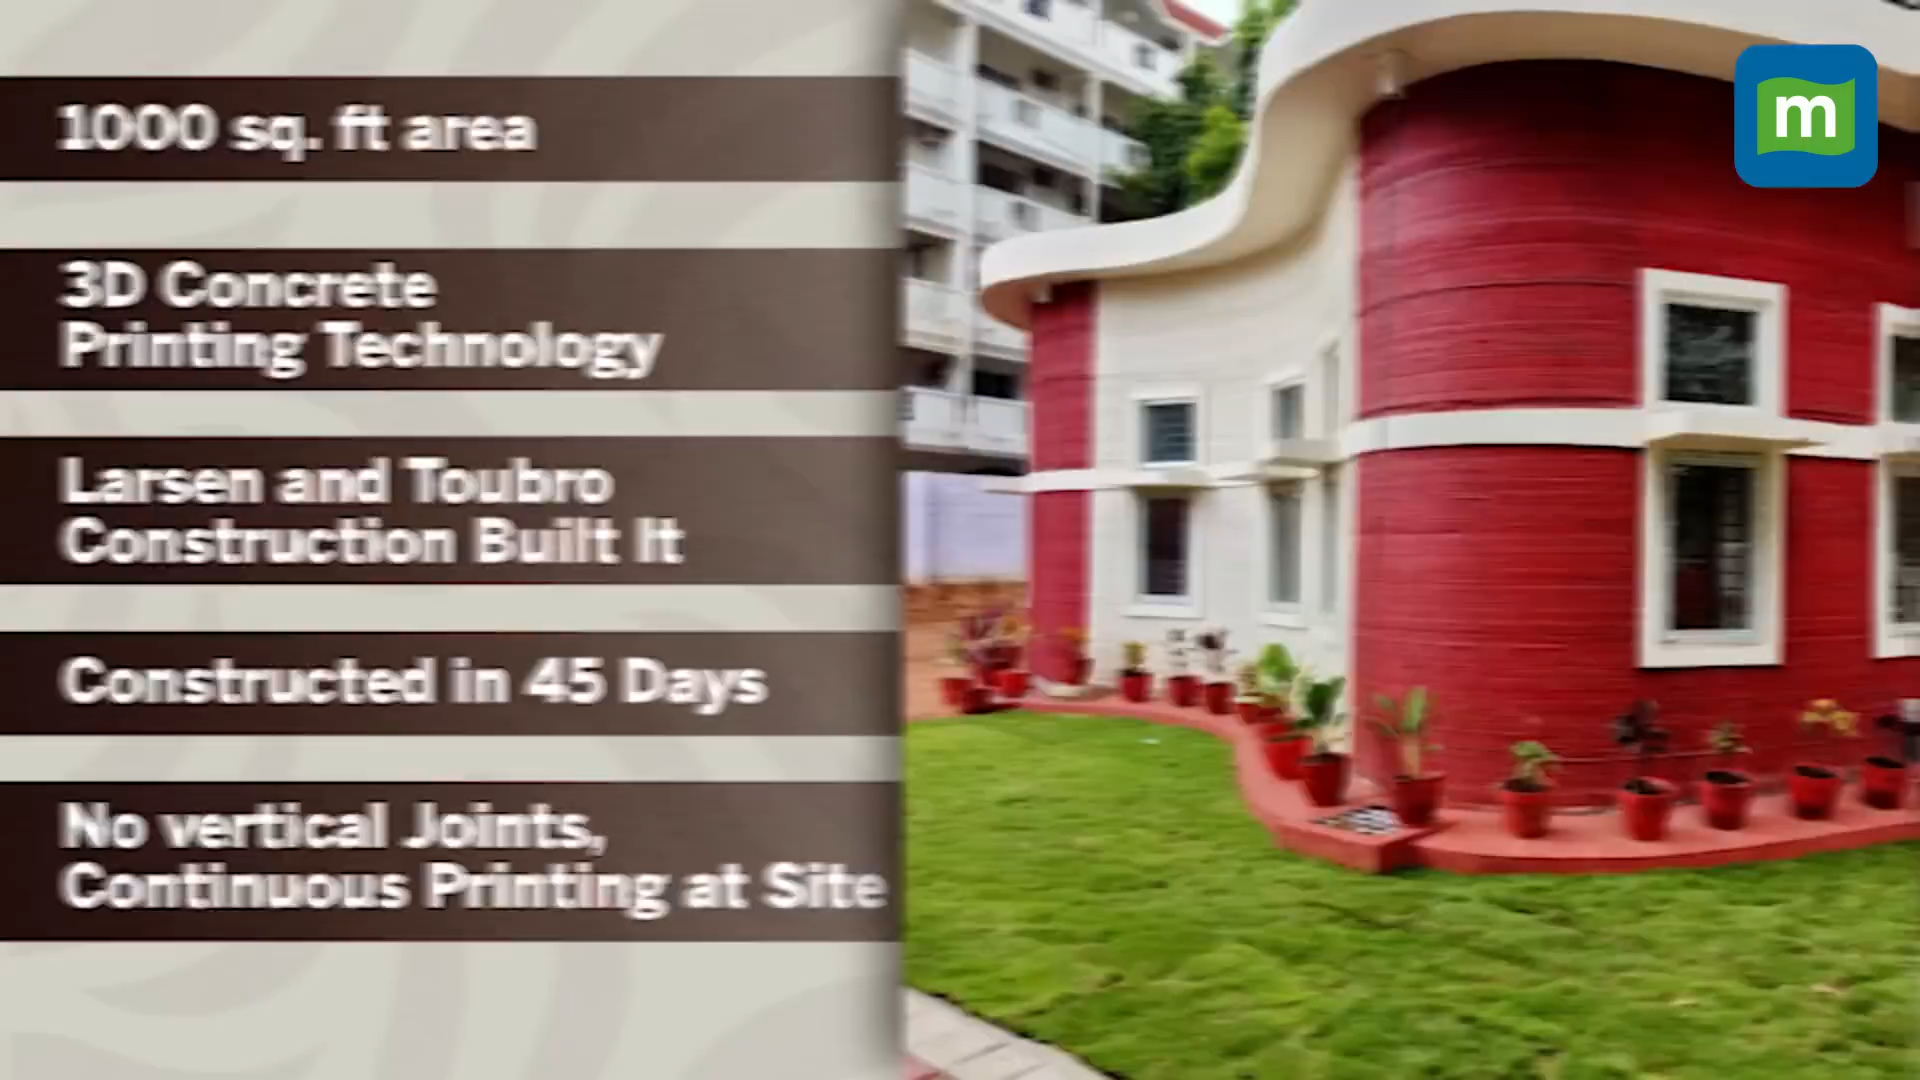 1000 sq. ft area
3D Concrete
Printing Technology
Larsen and Toubro
Construction Built It
Constructed in 45 Days
No vertical Joints,
Continuous Printing at Site
m